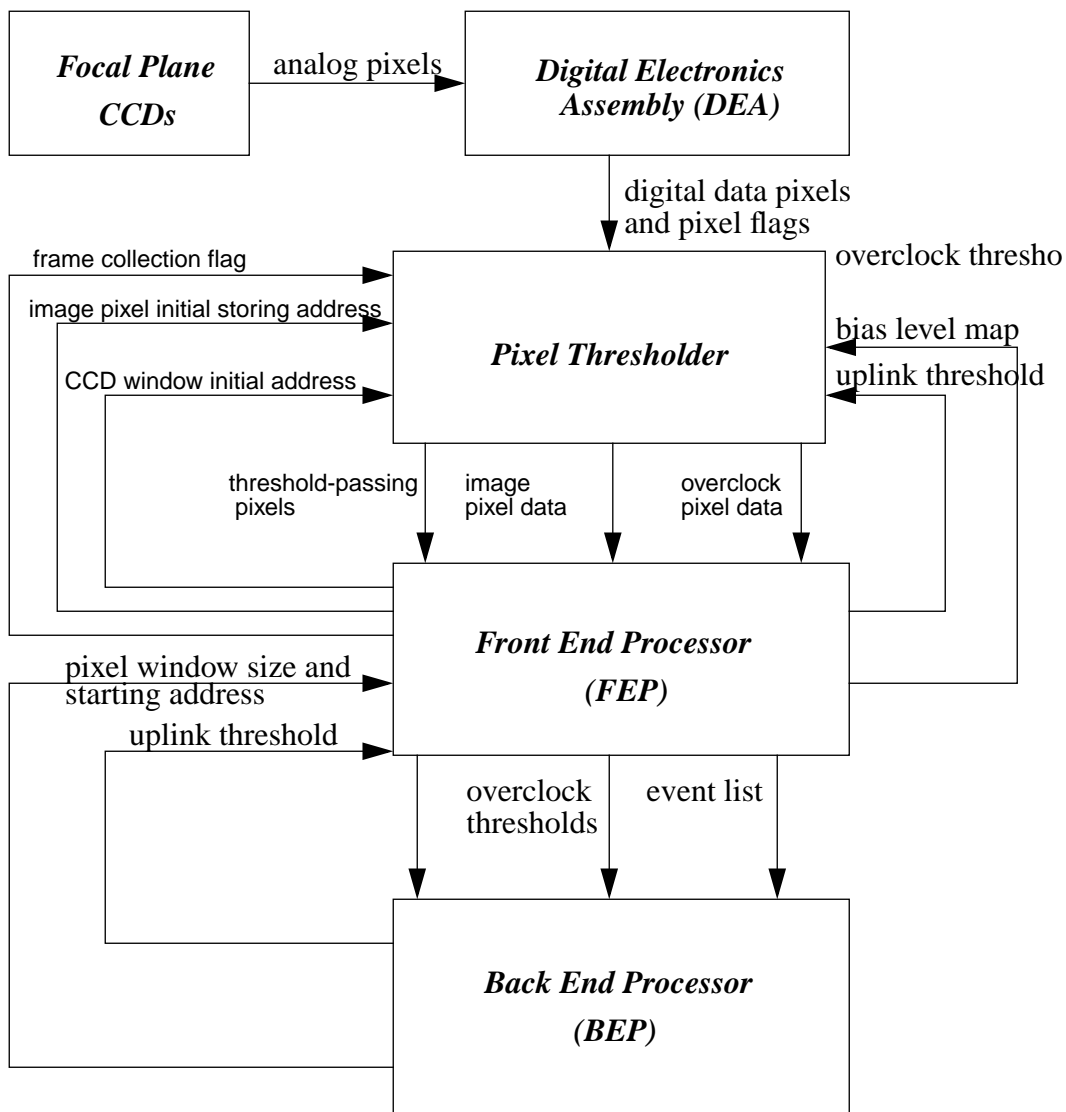 Focal Plane
CCDs
analog pixels
Digital Electronics
Assembly (DEA)
digital data pixels
and pixel flags
frame collection flag
overclock thresho
image pixel initial storing address
bias level map
Pixel Thresholder
CCD window initial address
uplink threshold
threshold-passing
pixels
image
pixel data
overclock
pixel data
Front End Processor
(FEP)
pixel window size and
starting address
uplink threshold
overclock
thresholds
event list
Back End Processor
(BEP)